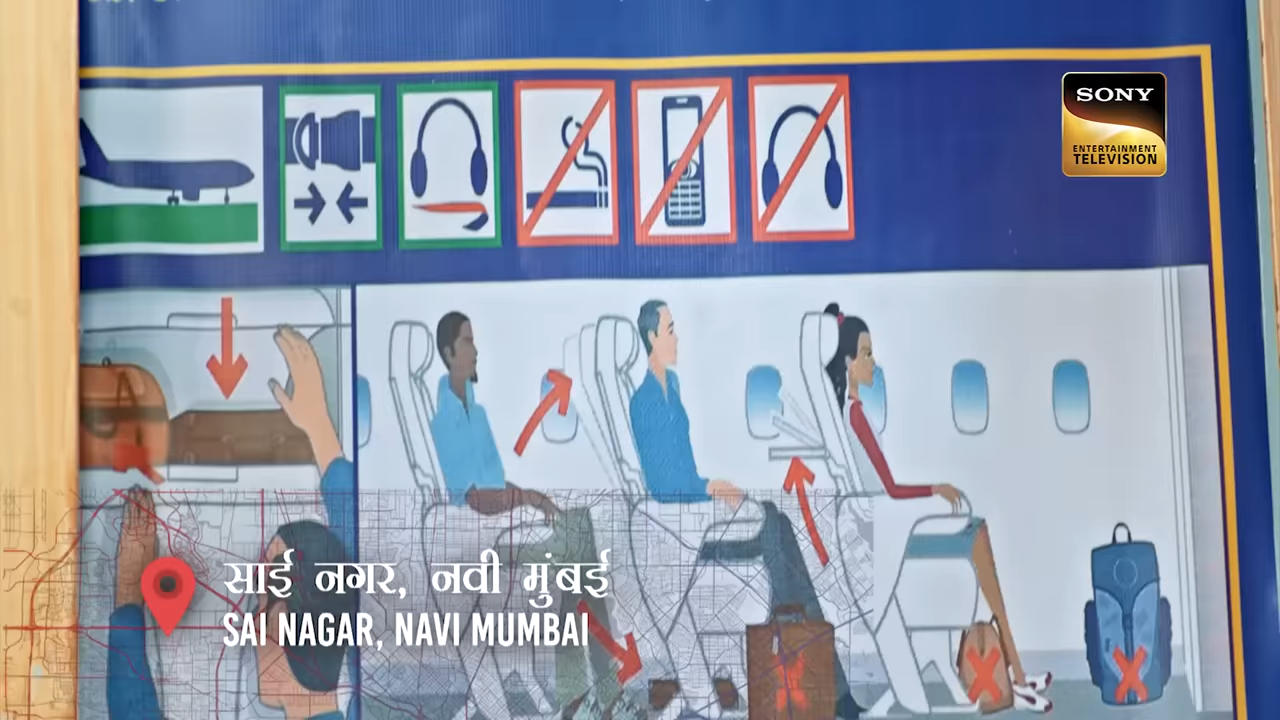 SONY
ENTERTAINMENT
TELEVISION
साई नगर, नवी मुंबई
SAI NAGAR, NAVI MUMBAI